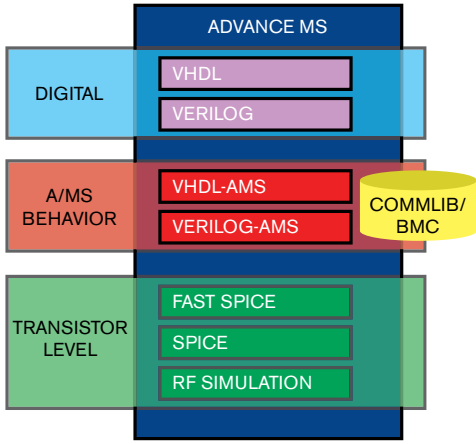 ADVANCE MS
DIGITAL
VHDL
VERILOG
A/MS
BEHAVIOR
VHDL-AMS
VERILOG-AMS
COMMLIB/
BMC
TRANSISTOR
LEVEL
FAST SPICE
SPICE
RF SIMULATION